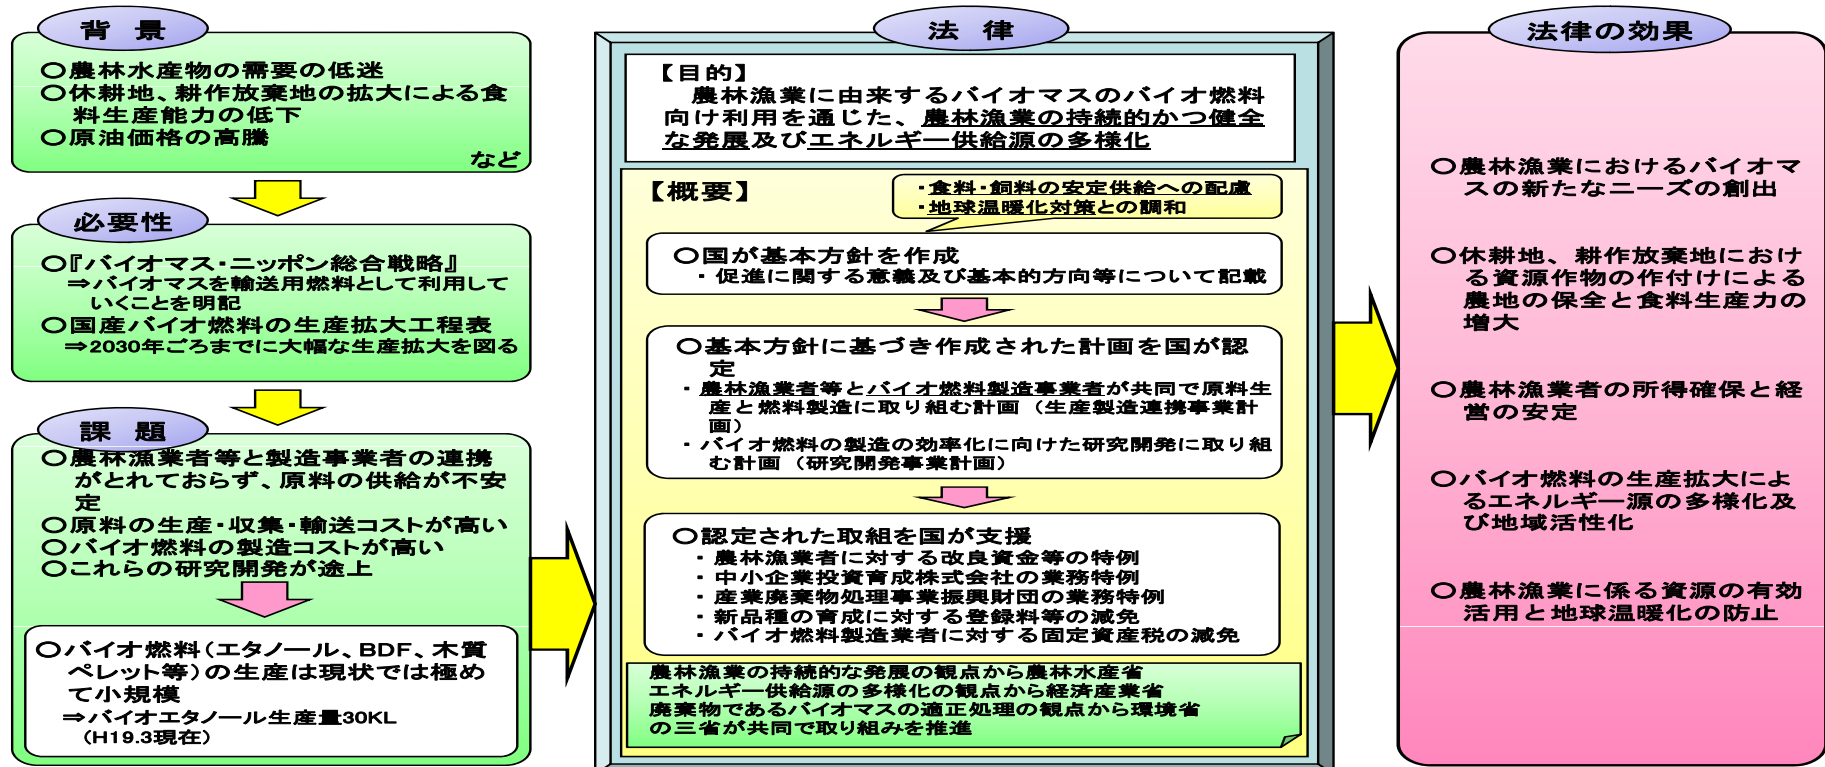 背 景
○農林水産物の需要の低迷
○休耕地、耕作放棄地の拡大による食
料生産能力の低下
○原油価格の高騰
など
必要性
○『バイオマス・ニッポン総合戦略』
⇒バイオマスを輸送用燃料として利用して
いくことを明記
○国産バイオ燃料の生産拡大工程表
⇒2030年ごろまでに大幅な生産拡大を図る
課 題
○農林漁業者等と製造事業者の連携
がとれておらず、原料の供給が不安
定
○原料の生産・収集・輸送コストが高い
○バイオ燃料の製造コストが高い
○これらの研究開発が途上
○バイオ燃料(エタノール、BDF、木質
ペレット等)の生産は現状では極め
て小規模
⇒バイオエタノール生産量30KL
(H19.3現在)
法 律
【目的】
農林漁業に由来するバイオマスのバイオ燃料
向け利用を通じた、農林漁業の持続的かつ健全
な発展及びエネルギー供給源の多様化
【概要】
・食料・飼料の安定供給への配慮
・地球温暖化対策との調和
○国が基本方針を作成
・促進に関する意義及び基本的方向等について記載
○基本方針に基づき作成された計画を国が認
定
・農林漁業者等とバイオ燃料製造事業者が共同で原料生
産と燃料製造に取り組む計画(生産製造連携事業計
画)
・バイオ燃料の製造の効率化に向けた研究開発に取り組
む計画(研究開発事業計画)
○認定された取組を国が支援
・農林漁業者に対する改良資金等の特例
・中小企業投資育成株式会社の業務特例
・産業廃棄物処理事業振興財団の業務特例
・新品種の育成に対する登録料等の減免
・バイオ燃料製造業者に対する固定資産税の減免
農林漁業の持続的な発展の観点から農林水産省
エネルギー供給源の多様化の観点から経済産業省
廃棄物であるバイオマスの適正処理の観点から環境省
の三省が共同で取り組みを推進
法律の効果
○農林漁業におけるバイオマ
スの新たなニーズの創出
○休耕地、耕作放棄地におけ
る資源作物の作付けによる
農地の保全と食料生産力の
増大
○農林漁業者の所得確保と経
営の安定
○バイオ燃料の生産拡大によ
るエネルギー源の多様化及
び地域活性化
○農林漁業に係る資源の有効
活用と地球温暖化の防止